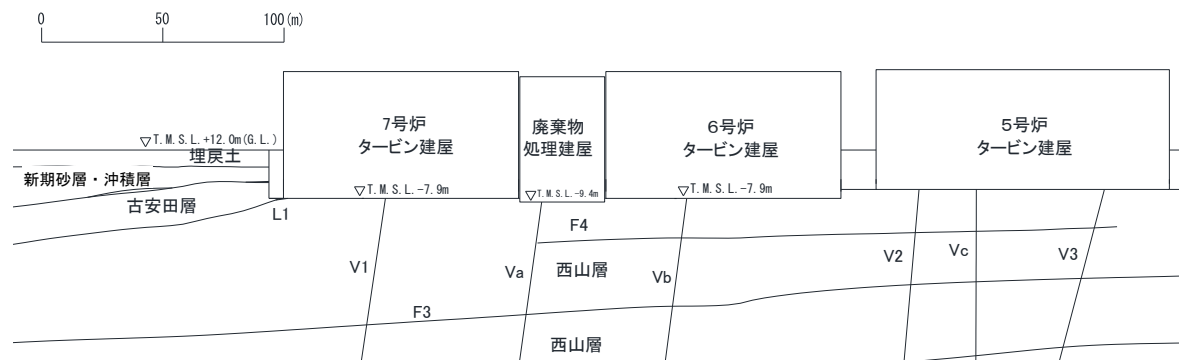 0 50 100(m)
7号炉
タービン建屋
廃棄物
処理建屋
6号炉
タービン建屋
5号炉
タービン建屋
▽T.M.S.L.+12.0m(G.L.)
埋戻土
新期砂層・沖積層
古安田層
▽T.M.S.L.-7.9m
▽T.M.S.L.-9.4m
▽T.M.S.L.-7.9m
L1
F4
V1
Va
西山層
Vb
V2
Vc
V3
F3
西山層